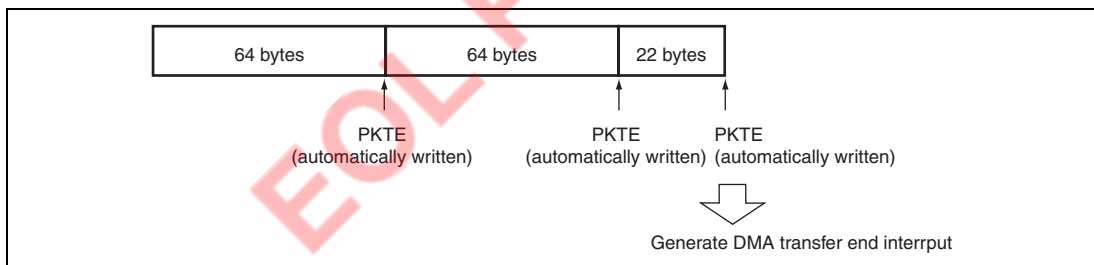 64 bytes 64 bytes 22 bytes
PKTE PKTE PKTE
(automatically written) (automatically written) (automatically written)
Generate DMA transfer end interrput
EOL P